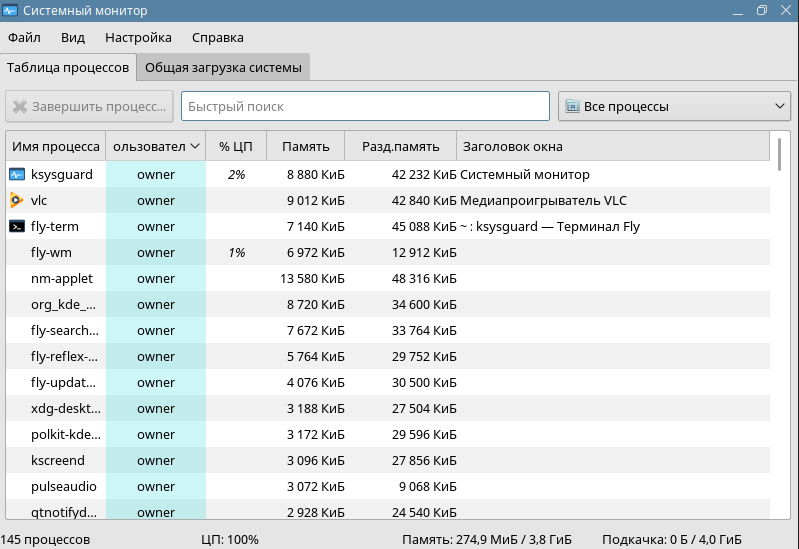 Системный монитор
Файл Вид Настройка Справка
Таблица процессов Общая загрузка системы
Завершить процесс... Быстрый поиск Все процессы
Имя процесса ользовател % ЦП Память Разд.память Заголовок окна
ksysguard owner 2% 8 880 КиБ 42 232 КиБ Системный монитор
vlc owner 9 012 КиБ 42 840 КиБ Медиапроигрыватель VLC
fly-term owner 7 140 КиБ 45 088 КиБ ~ : ksysguard — Терминал Fly
fly-wm owner 1% 6 972 КиБ 12 912 КиБ
nm-applet owner 13 580 КиБ 48 316 КиБ
org_kde_... owner 8 720 КиБ 34 600 КиБ
fly-search... owner 7 672 КиБ 33 764 КиБ
fly-reflex-... owner 5 764 КиБ 29 752 КиБ
fly-updat... owner 4 076 КиБ 30 500 КиБ
xdg-deskt... owner 3 188 КиБ 27 504 КиБ
polkit-kde... owner 3 172 КиБ 29 596 КиБ
kscreend owner 3 096 КиБ 27 856 КиБ
pulseaudio owner 3 072 КиБ 9 068 КиБ
qtnotifyd... owner 2 928 КиБ 24 540 КиБ
145 процессов ЦП: 100% Память: 274,9 МиБ / 3,8 ГиБ Подкачка: 0 Б / 4,0 ГиБ